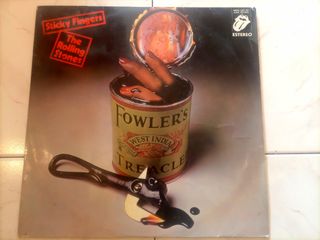 Sticky Fingers
The
Rolling
Stones
ESTEREO
FOWLER'S
WEST INDIA
TREACLE